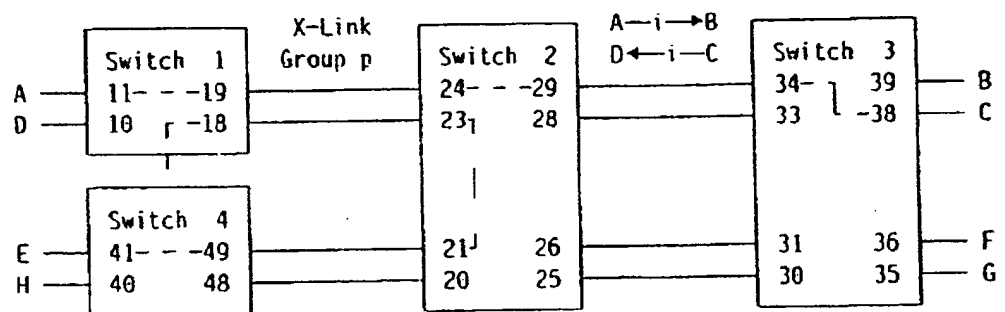 X-Link
Group p
A—i→B
D←i—C
Switch 1
Switch 2
Switch 3
A 11- - -19 24- - -29 34- 39 B
D 10 -18 23 28 33 -38 C
Switch 4
E 41- - -49 21 26 31 36 F
H 40 48 20 25 30 35 G